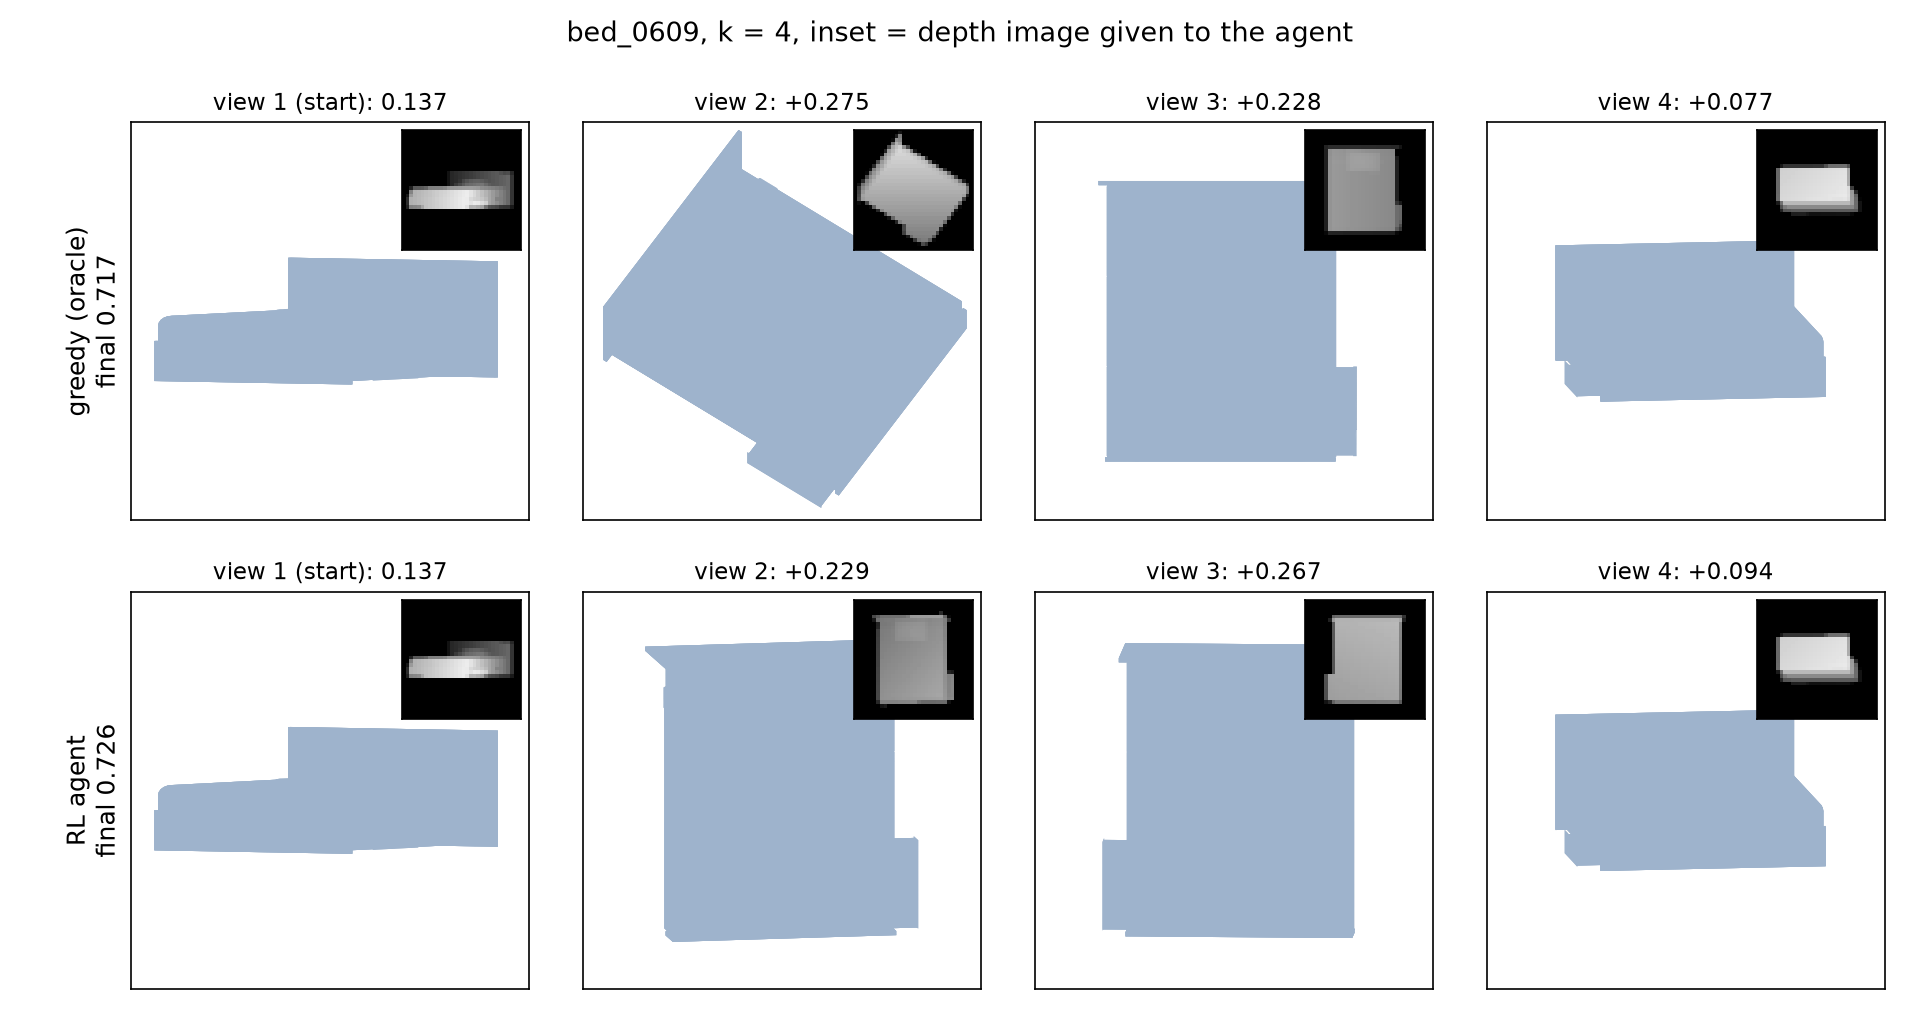 bed_0609, k = 4, inset = depth image given to the agent
greedy (oracle)
final 0.717
view 1 (start): 0.137
view 2: +0.275
view 3: +0.228
view 4: +0.077
RL agent
final 0.726
view 1 (start): 0.137
view 2: +0.229
view 3: +0.267
view 4: +0.094